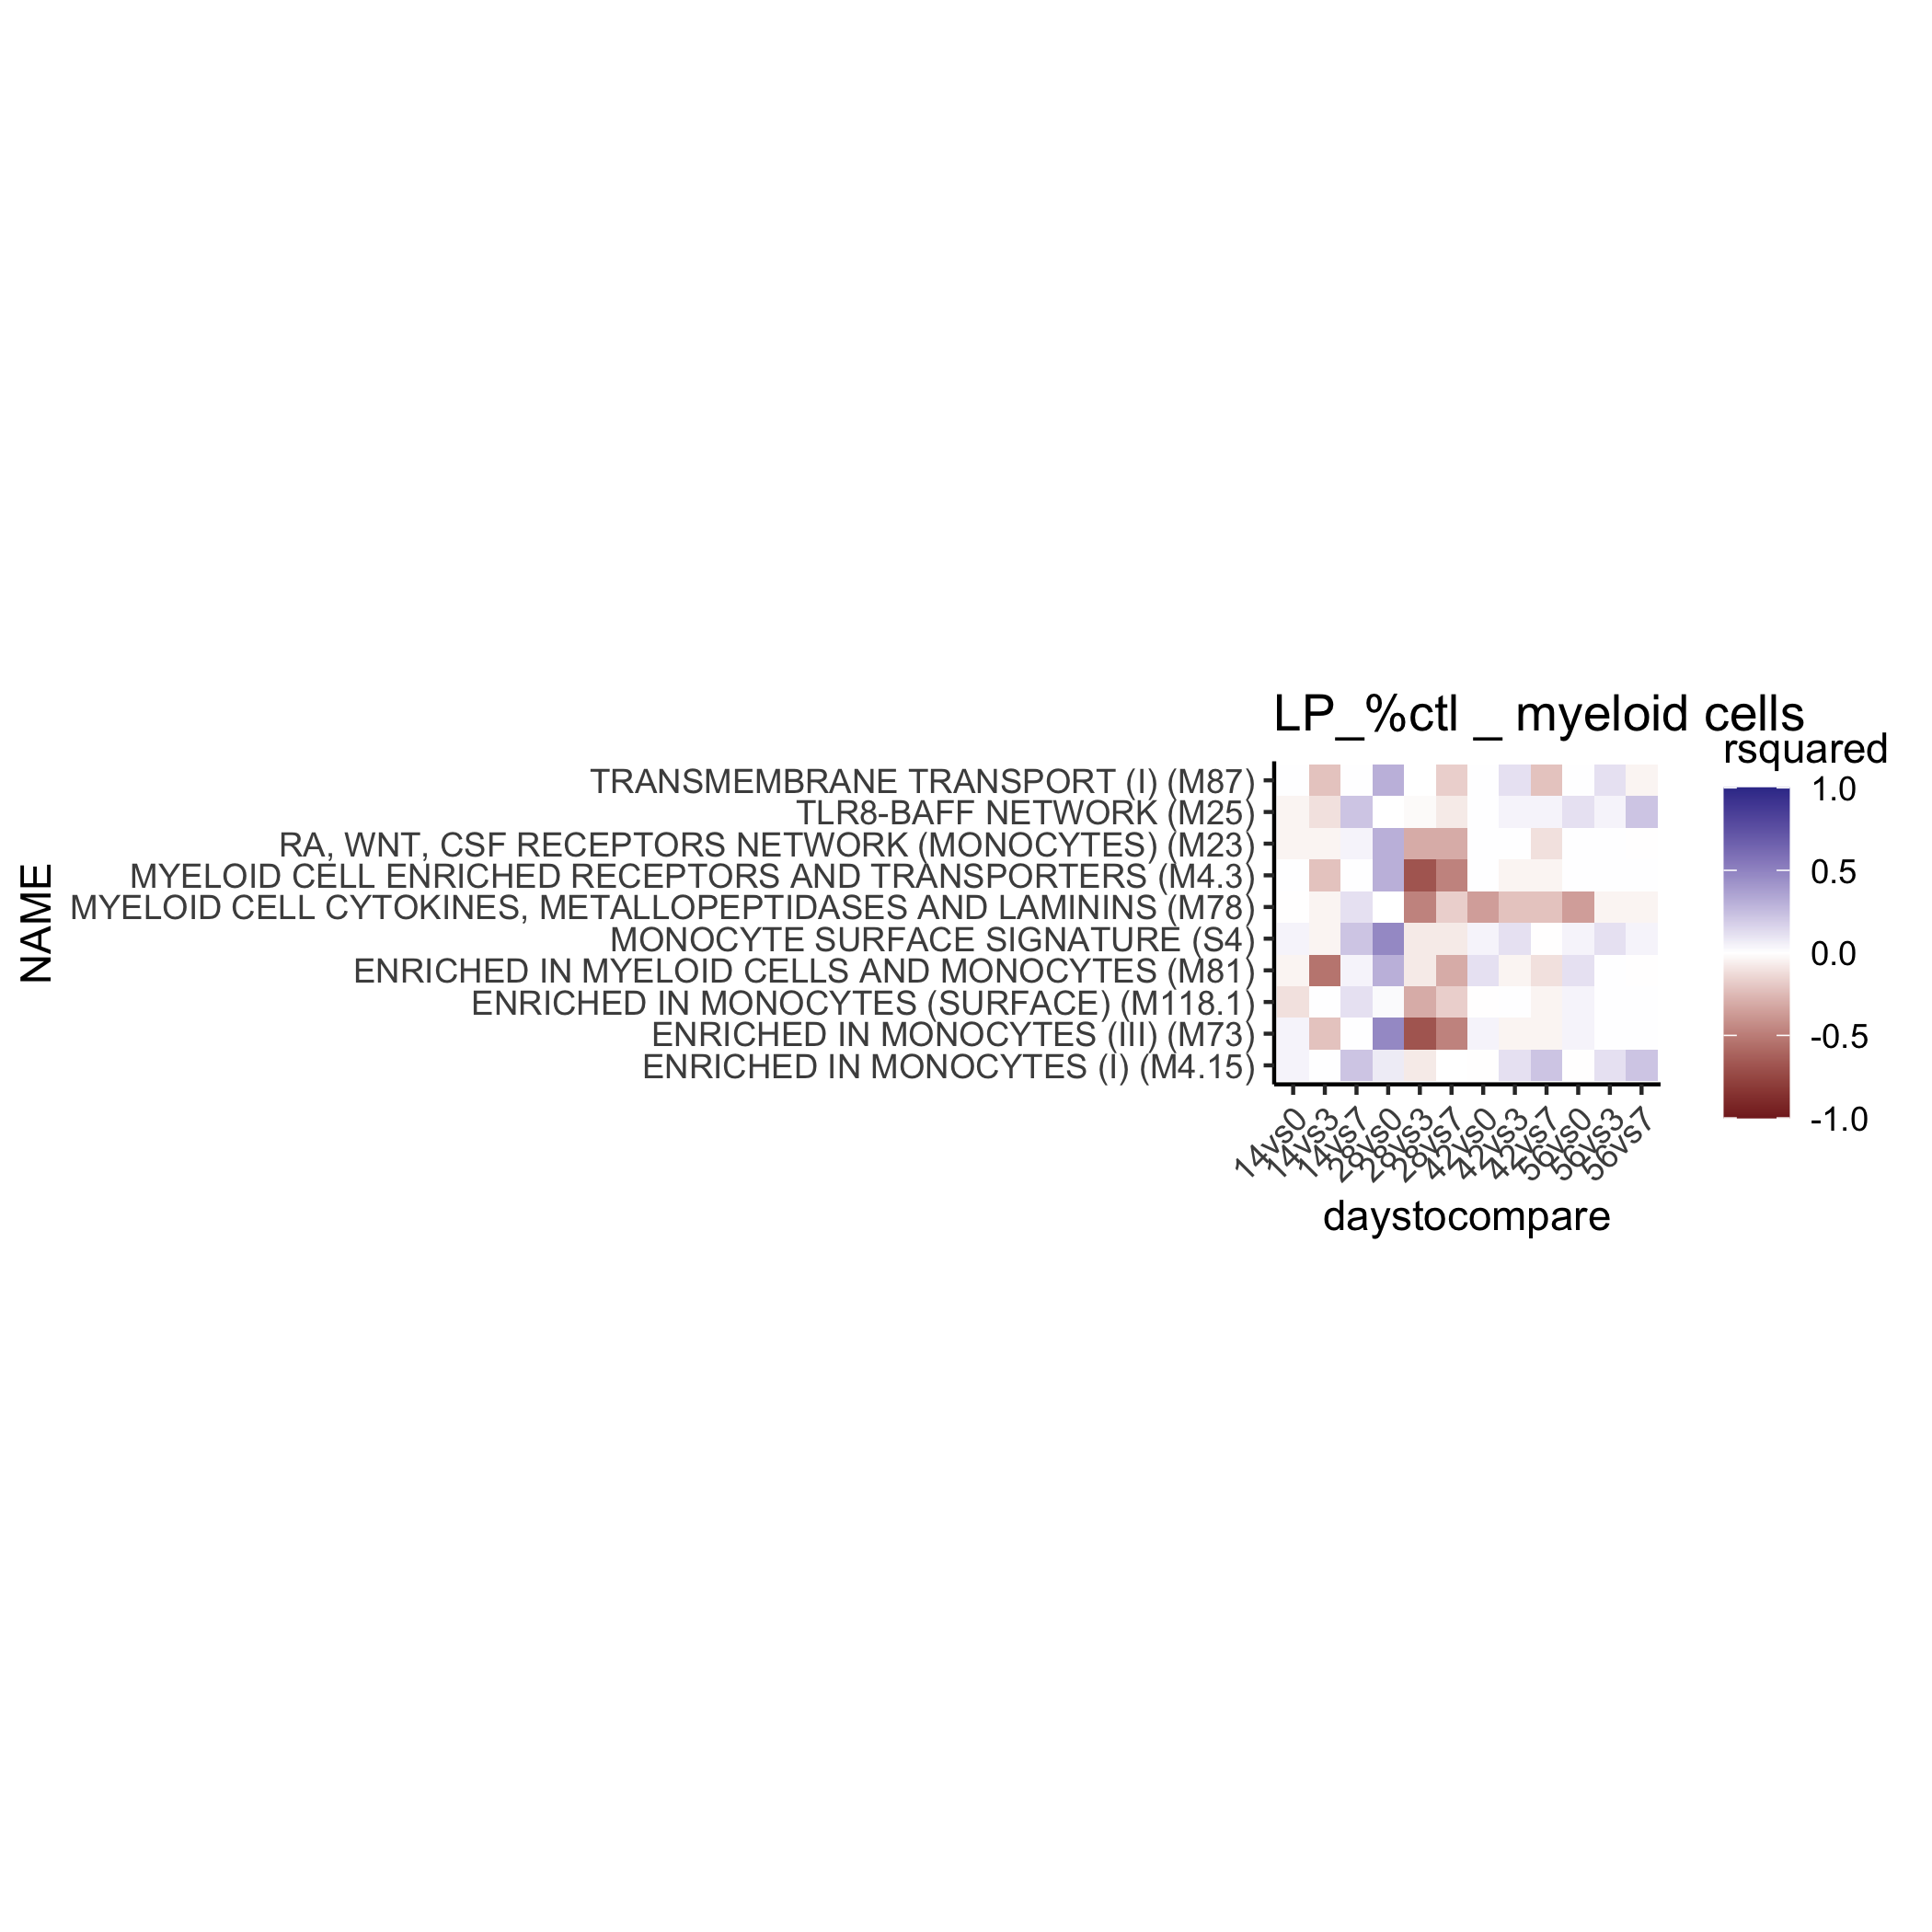 LP_%ctl _ myeloid cells
rsquared
1.0
0.5
0.0
-0.5
-1.0
NAME
TRANSMEMBRANE TRANSPORT (I) (M87)
TLR8-BAFF NETWORK (M25)
RA, WNT, CSF RECEPTORS NETWORK (MONOCYTES) (M23)
MYELOID CELL ENRICHED RECEPTORS AND TRANSPORTERS (M4.3)
MYELOID CELL CYTOKINES, METALLOPEPTIDASES AND LAMININS (M78)
MONOCYTE SURFACE SIGNATURE (S4)
ENRICHED IN MYELOID CELLS AND MONOCYTES (M81)
ENRICHED IN MONOCYTES (SURFACE) (M118.1)
ENRICHED IN MONOCYTES (III) (M73)
ENRICHED IN MONOCYTES (I) (M4.15)
14vs0
14vs3
14vs7
28vs0
28vs3
28vs7
42vs0
42vs3
42vs7
56vs0
56vs3
56vs7
daystocompare